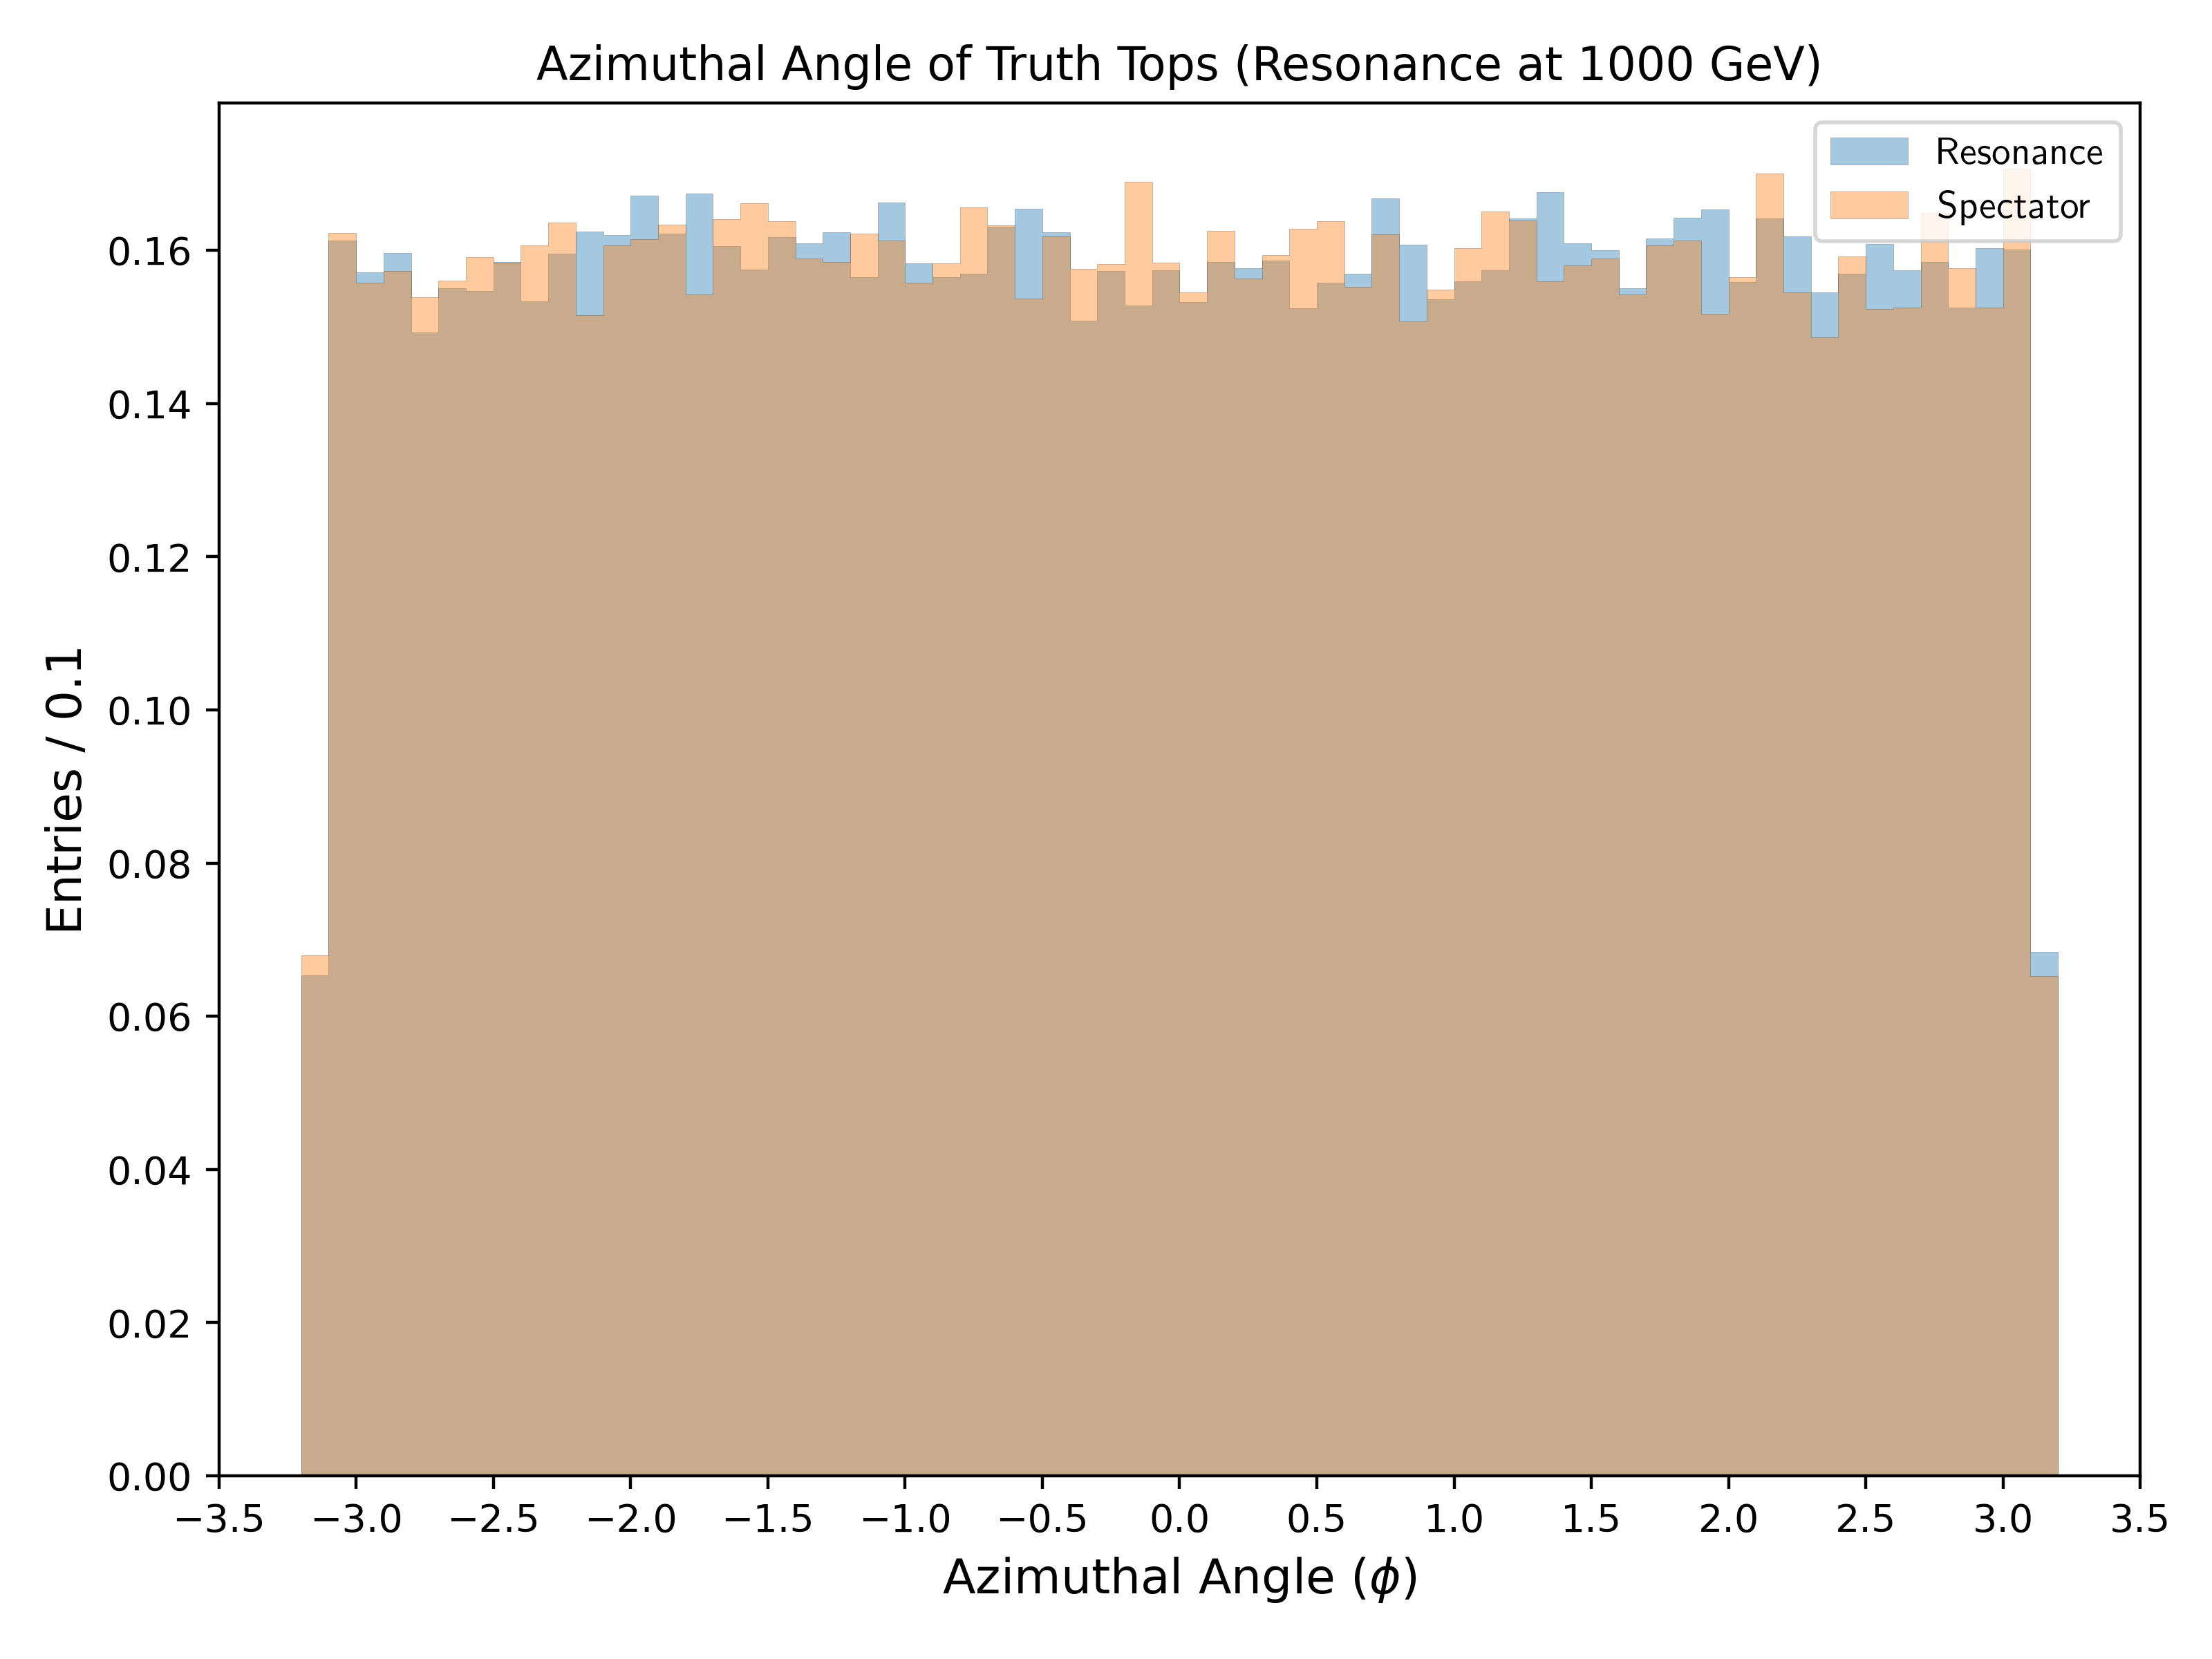 Azimuthal Angle of Truth Tops (Resonance at 1000 GeV)
Resonance
Spectator
Entries / 0.1
0.16
0.14
0.12
0.10
0.08
0.06
0.04
0.02
0.00
−3.5 −3.0 −2.5 −2.0 −1.5 −1.0 −0.5 0.0 0.5 1.0 1.5 2.0 2.5 3.0 3.5
Azimuthal Angle (ϕ)